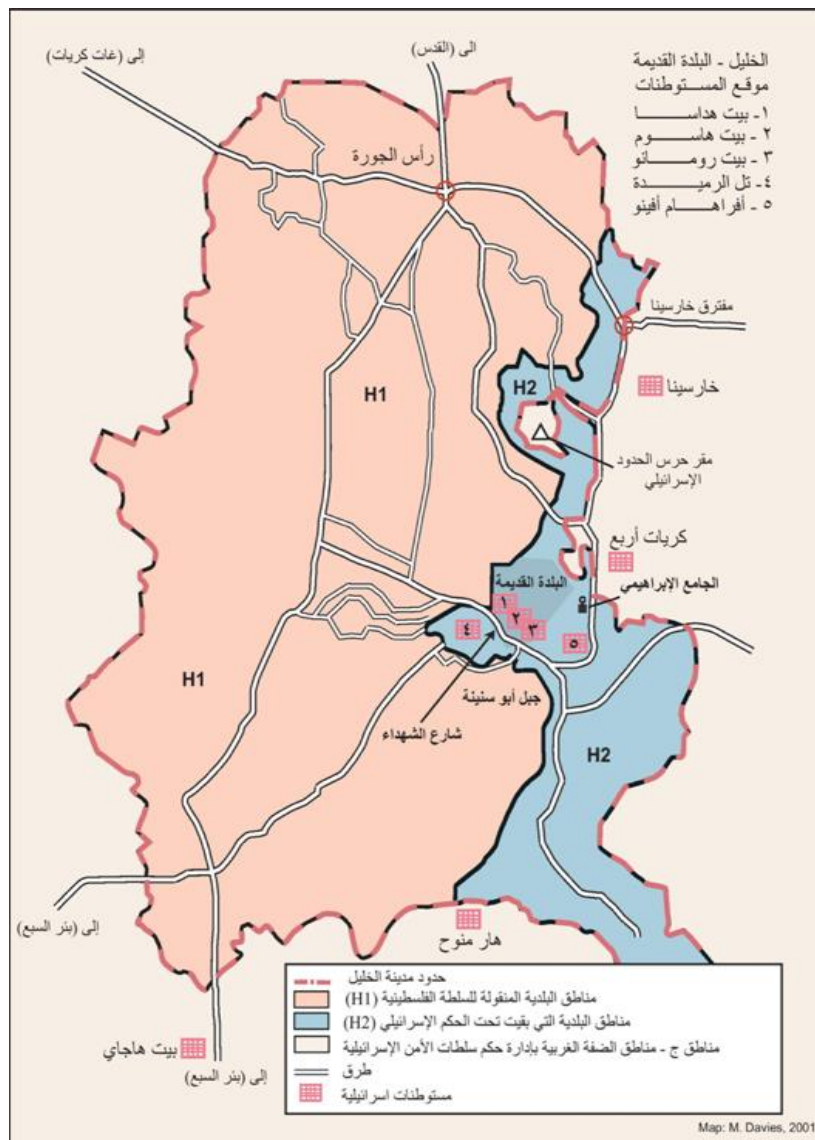 إلى (غات كريات)
الى (القدس)
الخليل - البلدة القديمة
موقع المستوطنات
١- بيت هداسا
٢ - بيت هاسوم
٣ - بيت رومانو
٤ - تل الرميدة
٥ - أفراهام أفينو
رأس الجورة
مفترق خارسينا
H1
H2
خارسينا
مقر حرس الحدود
الإسرائيلي
كريات أربع
البلدة القديمة
الجامع الإبراهيمي
١
٢
٣
٤
٥
جبل أبو سنينة
شارع الشهداء
H1
H2
إلى (بئر السبع)
هار منوح
بيت هاجاي
إلى (بئر السبع)
حدود مدينة الخليل
مناطق البلدية المنقولة للسلطة الفلسطينية (H1)
مناطق البلدية التي بقيت تحت الحكم الإسرائيلي (H2)
مناطق ج - مناطق الضفة الغربية بإدارة حكم سلطات الأمن الإسرائيلية
طرق
مستوطنات اسرائيلية
Map: M. Davies, 2001